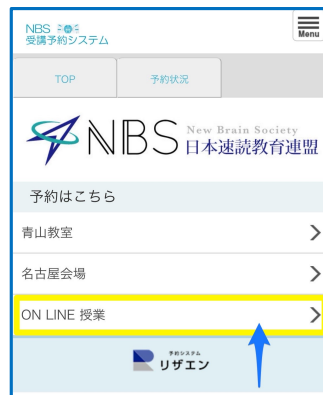 NBS
受講予約システム
Menu
TOP
予約状況
NBS
New Brain Society
日本速読教育連盟
予約はこちら
青山教室
名古屋会場
ON LINE 授業
予約システム
リザエン